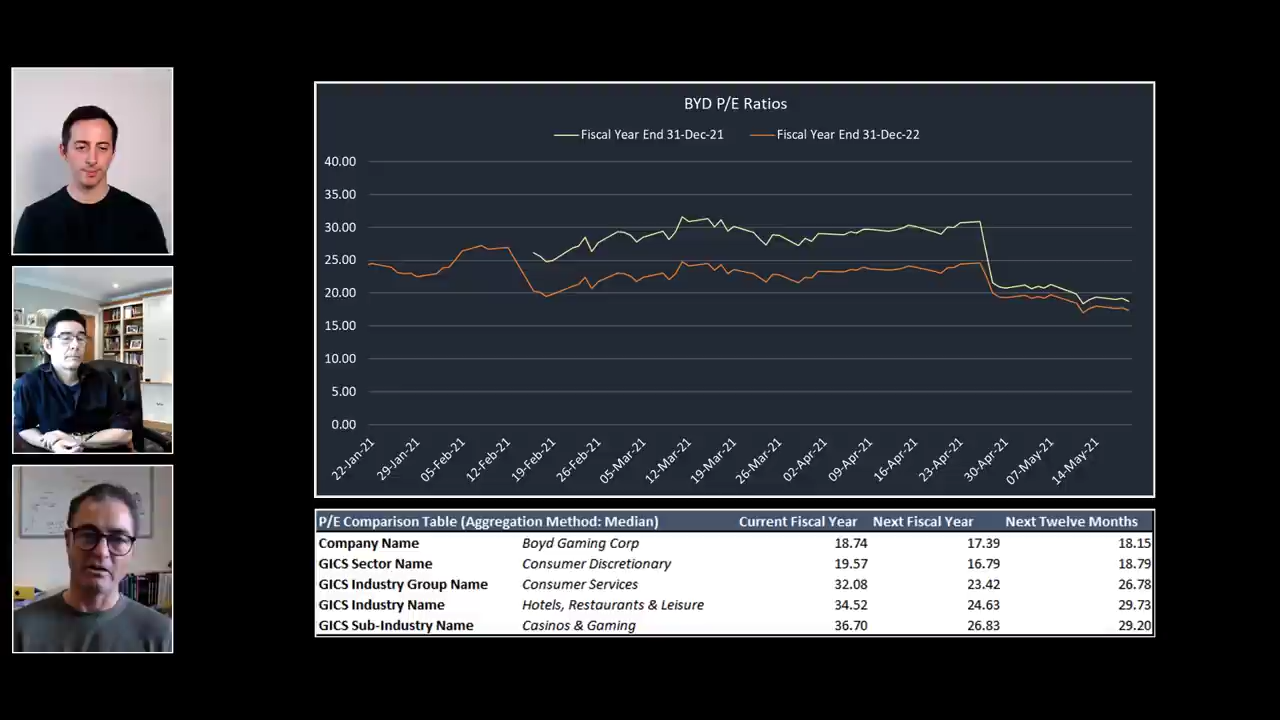 BYD P/E Ratios
Fiscal Year End 31-Dec-21 Fiscal Year End 31-Dec-22
40.00
35.00
30.00
25.00
20.00
15.00
10.00
5.00
0.00
22-Jan-21 29-Jan-21 05-Feb-21 12-Feb-21 19-Feb-21 26-Feb-21 05-Mar-21 12-Mar-21 19-Mar-21 26-Mar-21 02-Apr-21 09-Apr-21 16-Apr-21 23-Apr-21 30-Apr-21 07-May-21 14-May-21
P/E Comparison Table (Aggregation Method: Median) Current Fiscal Year Next Fiscal Year Next Twelve Months
Company Name Boyd Gaming Corp 18.74 17.39 18.15
GICS Sector Name Consumer Discretionary 19.57 16.79 18.79
GICS Industry Group Name Consumer Services 32.08 23.42 26.78
GICS Industry Name Hotels, Restaurants & Leisure 34.52 24.63 29.73
GICS Sub-Industry Name Casinos & Gaming 36.70 26.83 29.20